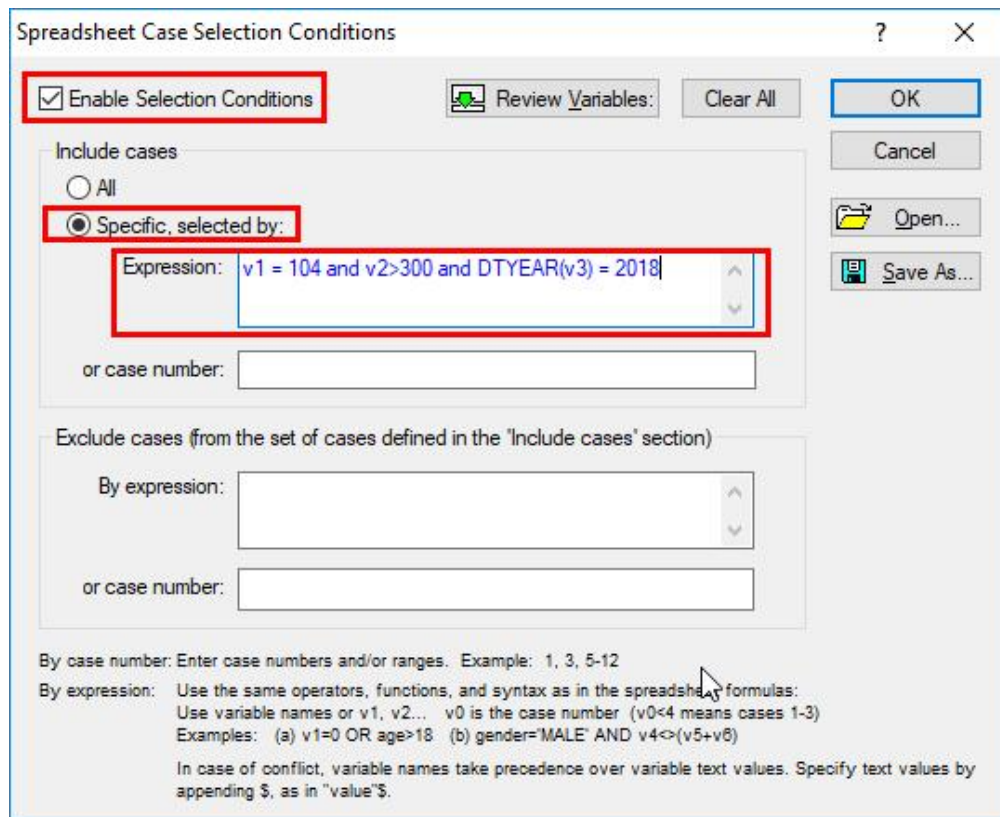 Spreadsheet Case Selection Conditions
Enable Selection Conditions
Review Variables:
Clear All
OK
Include cases
Cancel
All
Specific, selected by:
Open...
Expression:
v1 = 104 and v2>300 and DTYEAR(v3) = 2018
Save As...
or case number:
Exclude cases (from the set of cases defined in the 'Include cases' section)
By expression:
or case number:
By case number: Enter case numbers and/or ranges. Example: 1, 3, 5-12
By expression: Use the same operators, functions, and syntax as in the spreadsheet formulas:
Use variable names or v1, v2... v0 is the case number (v0<4 means cases 1-3)
Examples: (a) v1=0 OR age>18 (b) gender='MALE' AND v4<>(v5+v6)
In case of conflict, variable names take precedence over variable text values. Specify text values by
appending $, as in "value"$.